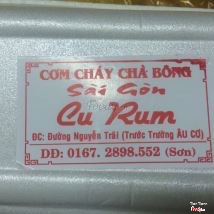 CƠM CHÁY CHÀ BÔNG
Sài Gòn
Cu Rum
ĐC: Đường Nguyễn Trãi (Trước Trường ÂU CƠ)
DĐ: 0167. 2898.552 (Sơn)